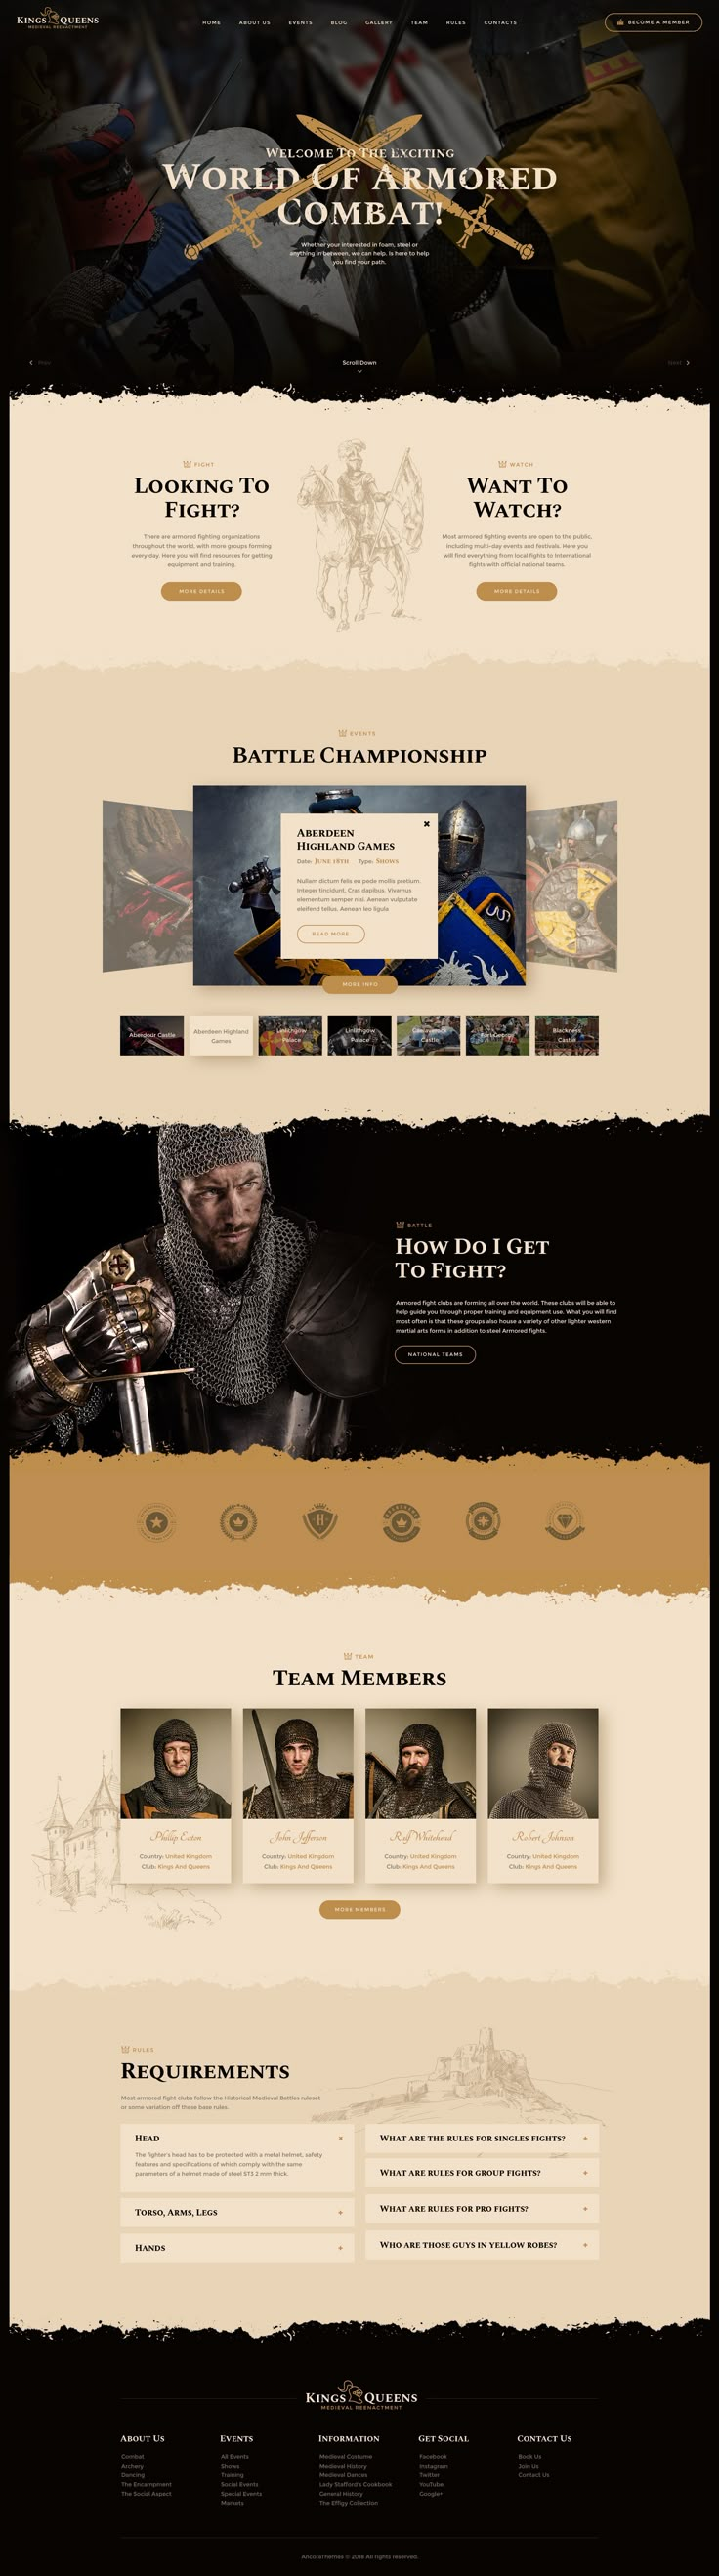 KINGS QUEENS
MEDIEVAL REENACTMENT
HOME ABOUT US EVENTS BLOG GALLERY TEAM RULES CONTACTS
BECOME A MEMBER
WELCOME TO THE EXCITING
WORLD OF ARMORED
COMBAT!
Whether your interested in foam, steel or
anything in between, we can help. Is here to help
you find your path.
Prev
Scroll Down
Next
FIGHT
LOOKING TO
FIGHT?
There are armored fighting organizations
throughout the world, with more groups forming
every day. Here you will find resources for getting
equipment and training.
MORE DETAILS
WATCH
WANT TO
WATCH?
Most armored fighting events are open to the public,
including multi-day events and festivals. Here you
will find everything from local fights to International
fights with official national teams.
MORE DETAILS
EVENTS
BATTLE CHAMPIONSHIP
ABERDEEN
HIGHLAND GAMES
Date: JUNE 18TH Type: SHOWS
Nullam dictum felis eu pede mollis pretium.
Integer tincidunt. Cras dapibus. Vivamus
elementum semper nisi. Aenean vulputate
eleifend tellus. Aenean leo ligula
READ MORE
MORE INFO
Aberdour Castle
Aberdeen Highland
Games
Linlithgow
Palace
Linlithgow
Palace
Castle
Fort George
Blackness
Castle
BATTLE
HOW DO I GET
TO FIGHT?
Armored fight clubs are forming all over the world. These clubs will be able to
help guide you through proper training and equipment use. What you will find
most often is that these groups also house a variety of other lighter western
martial arts forms in addition to steel Armored fights.
NATIONAL TEAMS
H
TEAM
TEAM MEMBERS
Phillip Eaton
Country: United Kingdom
Club: Kings And Queens
John Jefferson
Country: United Kingdom
Club: Kings And Queens
Ralf Whitehead
Country: United Kingdom
Club: Kings And Queens
Robert Johnson
Country: United Kingdom
Club: Kings And Queens
MORE MEMBERS
RULES
REQUIREMENTS
Most armored fight clubs follow the Historical Medieval Battles ruleset
or some variation off these base rules.
HEAD
The fighter's head has to be protected with a metal helmet, safety
features and specifications of which comply with the same
parameters of a helmet made of steel ST3 2 mm thick.
TORSO, ARMS, LEGS
HANDS
WHAT ARE THE RULES FOR SINGLES FIGHTS?
WHAT ARE RULES FOR GROUP FIGHTS?
WHAT ARE RULES FOR PRO FIGHTS?
WHO ARE THOSE GUYS IN YELLOW ROBES?
KINGS QUEENS
MEDIEVAL REENACTMENT
ABOUT US
Combat
Archery
Dancing
The Encampment
The Social Aspect
EVENTS
All Events
Shows
Training
Social Events
Special Events
Markets
INFORMATION
Medieval Costume
Medieval History
Medieval Dances
Lady Stafford's Cookbook
General History
The Effigy Collection
GET SOCIAL
Facebook
Instagram
Twitter
YouTube
Google+
CONTACT US
Book Us
Join Us
Contact Us
AncoraThemes © 2018 All rights reserved.